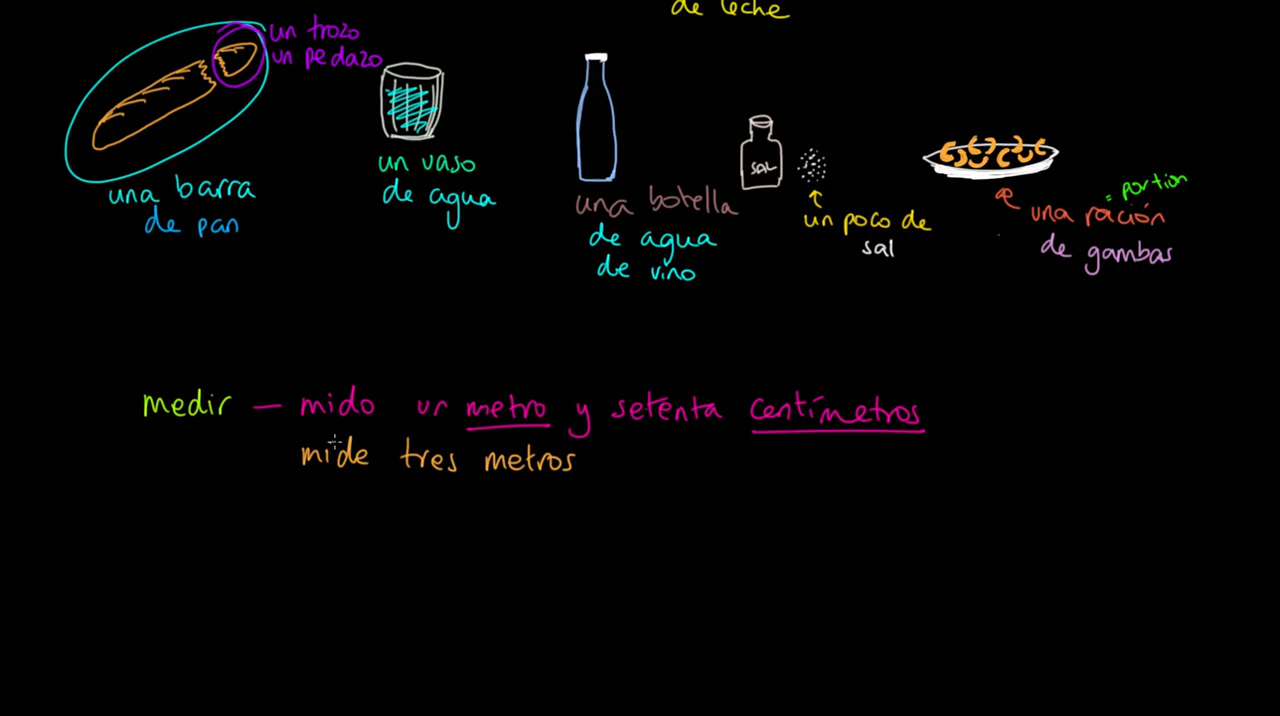 de leche
un trozo
un pedazo
una barra
de pan
un vaso
de agua
una botella
de agua
de vino
SAL
un poco de
sal
= portion
una ración
de gambas
medir — mido un metro y setenta centímetros
mide tres metros